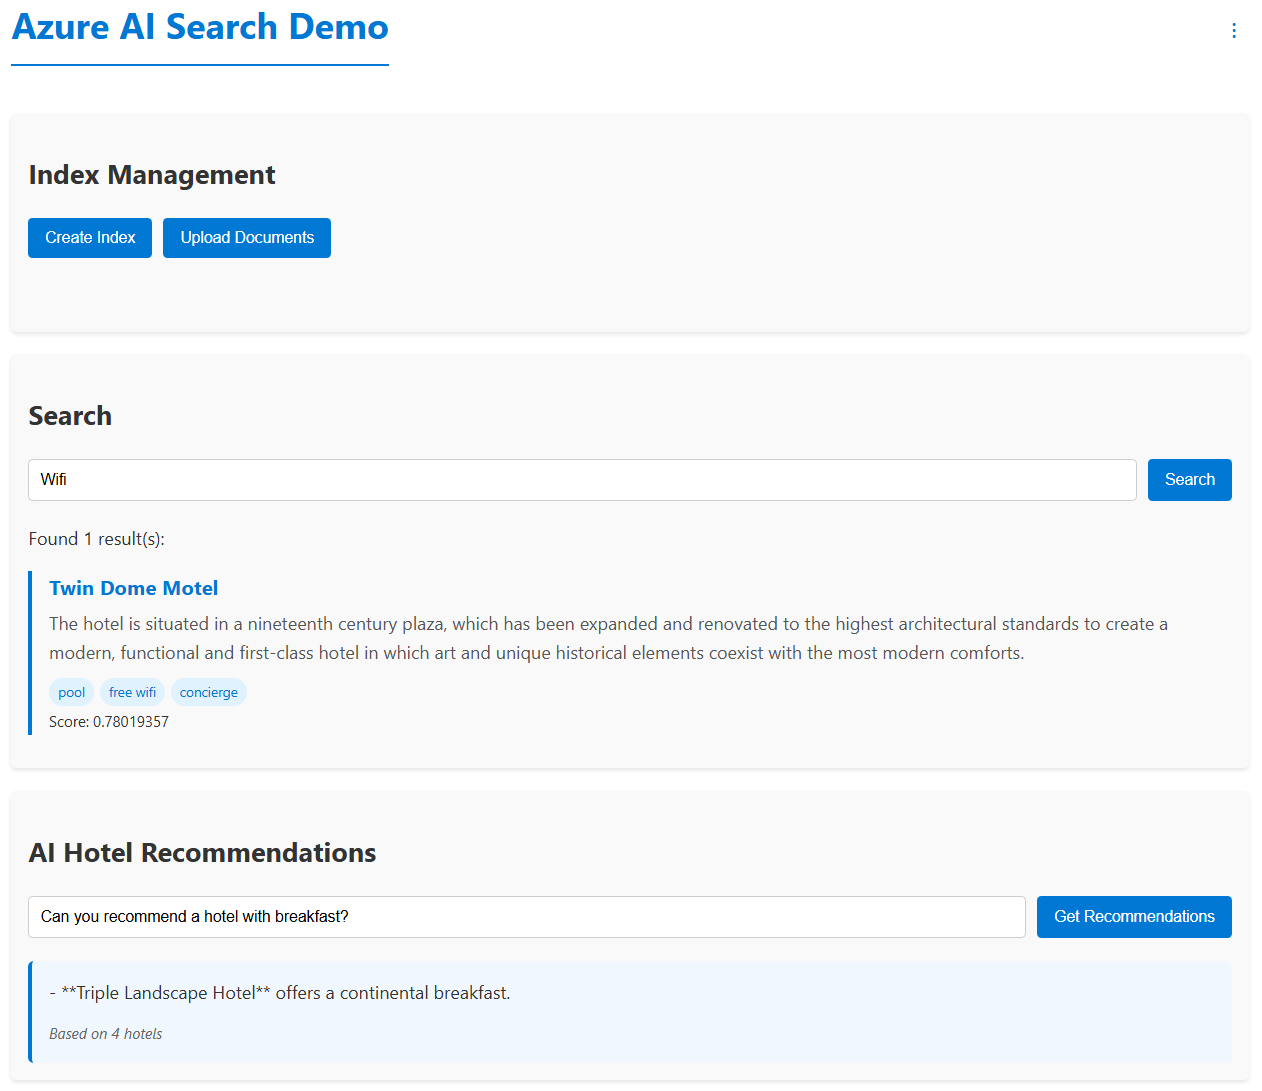 Azure AI Search Demo
Index Management
Create Index
Upload Documents
Search
Wifi
Search
Found 1 result(s):
Twin Dome Motel
The hotel is situated in a nineteenth century plaza, which has been expanded and renovated to the highest architectural standards to create a
modern, functional and first-class hotel in which art and unique historical elements coexist with the most modern comforts.
pool free wifi concierge
Score: 0.78019357
AI Hotel Recommendations
Can you recommend a hotel with breakfast?
Get Recommendations
- **Triple Landscape Hotel** offers a continental breakfast.
Based on 4 hotels